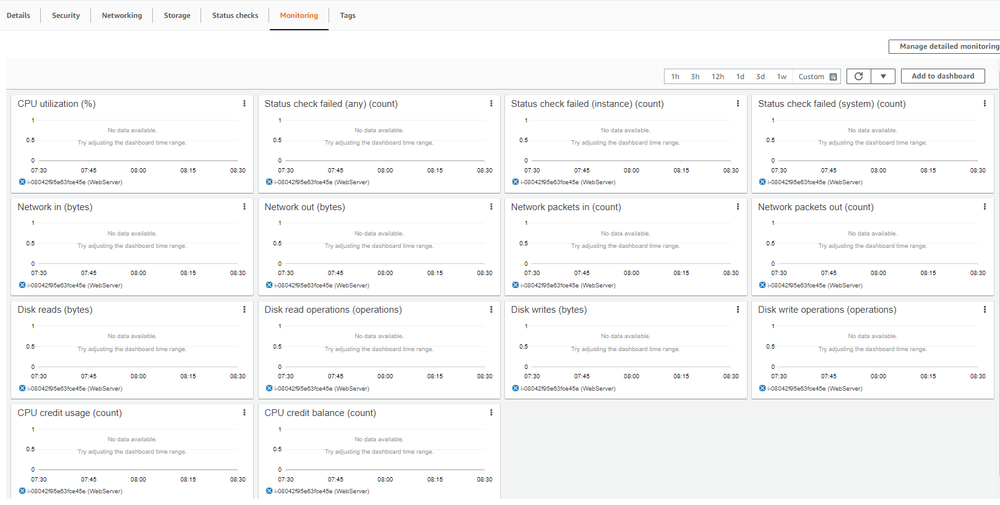 Details Security Networking Storage Status checks Monitoring Tags
Manage detailed monitoring
1h 3h 12h 1d 3d 1w Custom Add to dashboard
CPU utilization (%)
1
No data available.
0.5
Try adjusting the dashboard time range.
0
07:30 07:45 08:00 08:15 08:30
i-08042f95e63fce45e (WebServer)
Status check failed (any) (count)
1
No data available.
0.5
Try adjusting the dashboard time range.
0
07:30 07:45 08:00 08:15 08:30
i-08042f95e63fce45e (WebServer)
Status check failed (instance) (count)
1
No data available.
0.5
Try adjusting the dashboard time range.
0
07:30 07:45 08:00 08:15 08:30
i-08042f95e63fce45e (WebServer)
Status check failed (system) (count)
1
No data available.
0.5
Try adjusting the dashboard time range.
0
07:30 07:45 08:00 08:15 08:30
i-08042f95e63fce45e (WebServer)
Network in (bytes)
1
No data available.
0.5
Try adjusting the dashboard time range.
0
07:30 07:45 08:00 08:15 08:30
i-08042f95e63fce45e (WebServer)
Network out (bytes)
1
No data available.
0.5
Try adjusting the dashboard time range.
0
07:30 07:45 08:00 08:15 08:30
i-08042f95e63fce45e (WebServer)
Network packets in (count)
1
No data available.
0.5
Try adjusting the dashboard time range.
0
07:30 07:45 08:00 08:15 08:30
i-08042f95e63fce45e (WebServer)
Network packets out (count)
1
No data available.
0.5
Try adjusting the dashboard time range.
0
07:30 07:45 08:00 08:15 08:30
i-08042f95e63fce45e (WebServer)
Disk reads (bytes)
1
No data available.
0.5
Try adjusting the dashboard time range.
0
07:30 07:45 08:00 08:15 08:30
i-08042f95e63fce45e (WebServer)
Disk read operations (operations)
1
No data available.
0.5
Try adjusting the dashboard time range.
0
07:30 07:45 08:00 08:15 08:30
i-08042f95e63fce45e (WebServer)
Disk writes (bytes)
1
No data available.
0.5
Try adjusting the dashboard time range.
0
07:30 07:45 08:00 08:15 08:30
i-08042f95e63fce45e (WebServer)
Disk write operations (operations)
1
No data available.
0.5
Try adjusting the dashboard time range.
0
07:30 07:45 08:00 08:15 08:30
i-08042f95e63fce45e (WebServer)
CPU credit usage (count)
1
No data available.
0.5
Try adjusting the dashboard time range.
0
07:30 07:45 08:00 08:15 08:30
i-08042f95e63fce45e (WebServer)
CPU credit balance (count)
1
No data available.
0.5
Try adjusting the dashboard time range.
0
07:30 07:45 08:00 08:15 08:30
i-08042f95e63fce45e (WebServer)